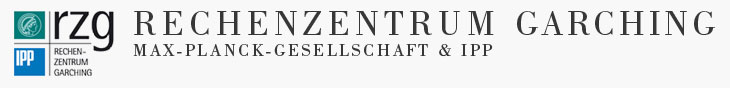 rzg
IPP
RECHEN-
ZENTRUM
GARCHING
RECHENZENTRUM GARCHING
MAX-PLANCK-GESELLSCHAFT & IPP